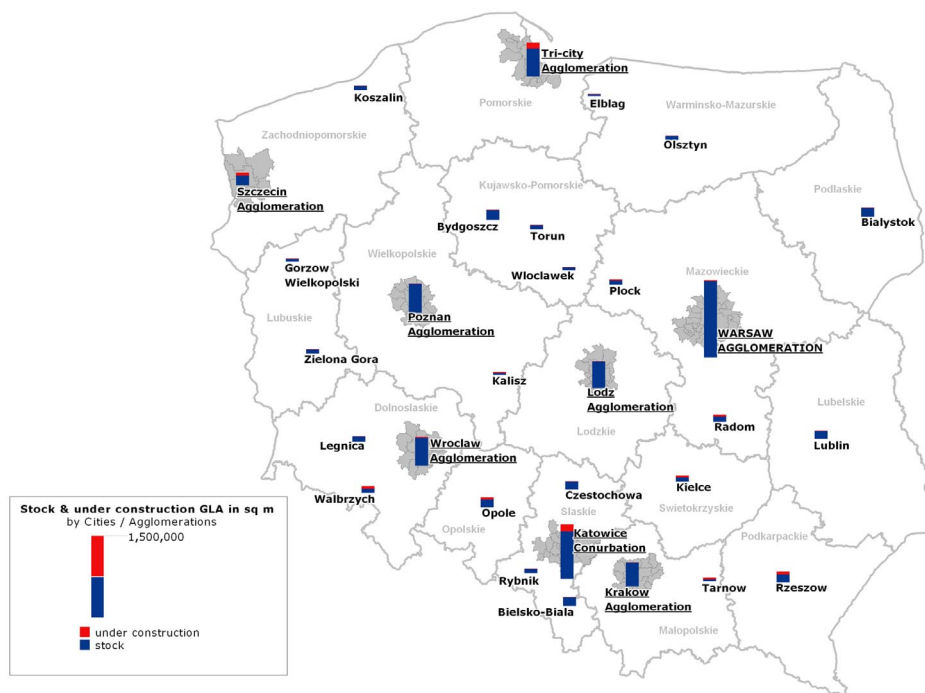 Tri-city
Agglomeration
Koszalin
Pomorskie
Elblag
Warminsko-Mazurskie
Zachodniopomorskie
Olsztyn
Szczecin
Agglomeration
Kujawsko-Pomorskie
Podlaskie
Bydgoszcz
Torun
Bialystok
Wielkopolskie
Gorzow
Wielkopolski
Wloclawek
Plock
Mazowieckie
Lubuskie
Poznan
Agglomeration
WARSAW
AGGLOMERATION
Zielona Gora
Kalisz
Lodz
Agglomeration
Lubelskie
Dolnoslaskie
Lodzkie
Radom
Legnica
Wroclaw
Agglomeration
Lublin
Walbrzych
Czestochowa
Kielce
Opole
Slaskie
Swietokrzyskie
Opolskie
Katowice
Conurbation
Podkarpackie
Rybnik
Krakow
Agglomeration
Tarnow
Rzeszow
Bielsko-Biala
Malopolskie
Stock & under construction GLA in sq m
by Cities / Agglomerations
1,500,000
under construction
stock